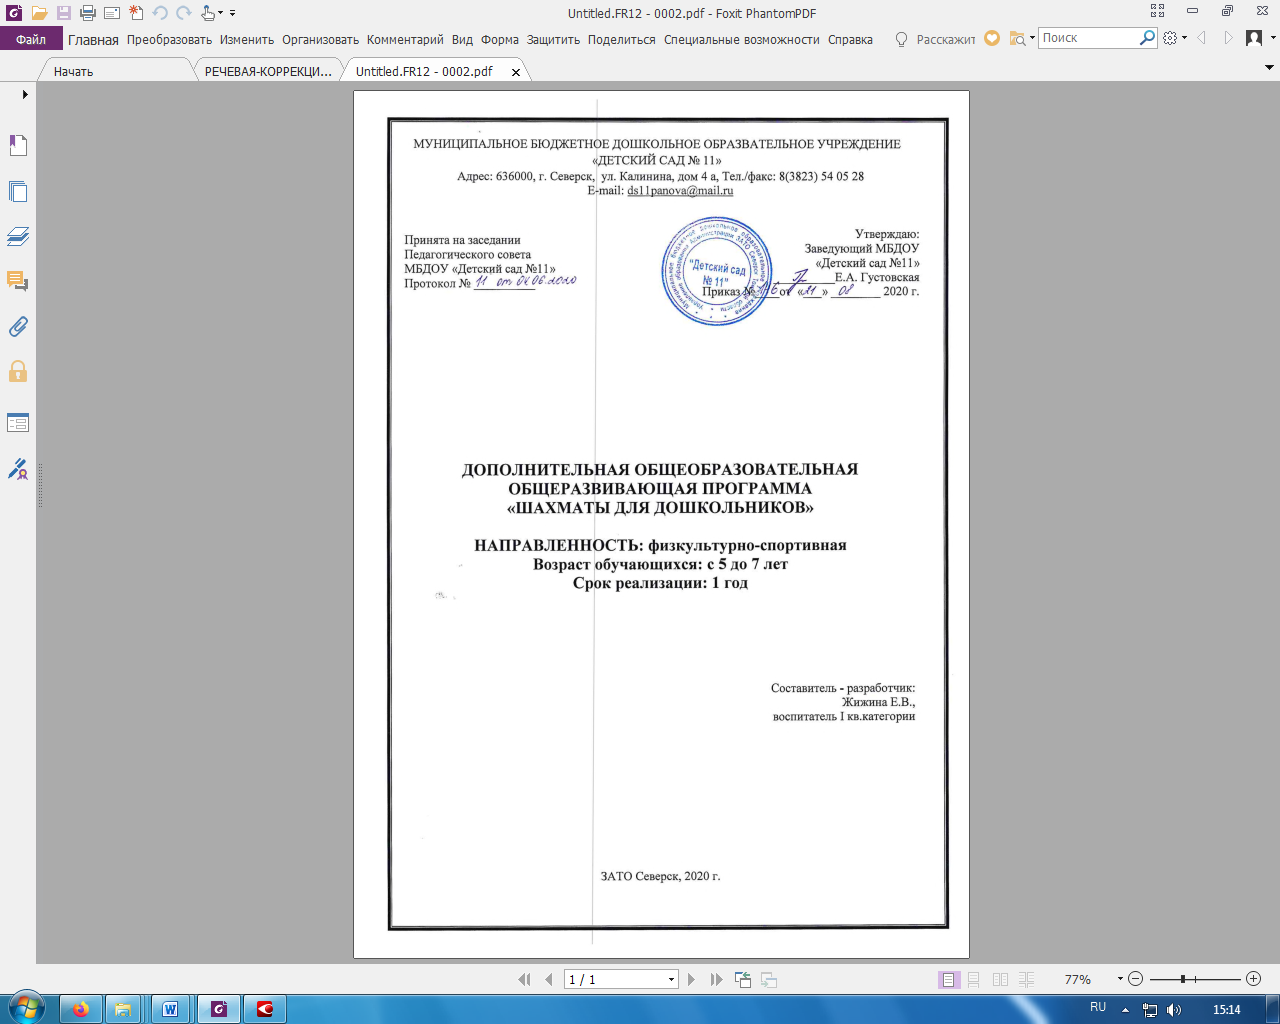 Untitled.FR12 - 0002.pdf - Foxit PhantomPDF
Файл Главная Преобразовать Изменить Организовать Комментарий Вид Форма Защитить Поделиться Специальные возможности Справка Расскажит Поиск
Начать РЕЧЕВАЯ-КОРРЕКЦИ... Untitled.FR12 - 0002.pdf
МУНИЦИПАЛЬНОЕ БЮДЖЕТНОЕ ДОШКОЛЬНОЕ ОБРАЗВАТЕЛЬНОЕ УЧРЕЖДЕНИЕ
«ДЕТСКИЙ САД № 11»
Адрес: 636000, г. Северск, ул. Калинина, дом 4 а, Тел./факс: 8(3823) 54 05 28
E-mail: ds11panova@mail.ru
Принята на заседании
Педагогического совета
МБДОУ «Детский сад №11»
Протокол № 11 от 04.06.2020
Утверждаю:
Заведующий МБДОУ
«Детский сад №11»
Е.А. Густовская
Приказ № от «21» 08 2020 г.
"Детский сад
№ 11"
ДОПОЛНИТЕЛЬНАЯ ОБЩЕОБРАЗОВАТЕЛЬНАЯ
ОБЩЕРАЗВИВАЮЩАЯ ПРОГРАММА
«ШАХМАТЫ ДЛЯ ДОШКОЛЬНИКОВ»
НАПРАВЛЕННОСТЬ: физкультурно-спортивная
Возраст обучающихся: с 5 до 7 лет
Срок реализации: 1 год
Составитель - разработчик:
Жижина Е.В.,
воспитатель I кв.категории
ЗАТО Северск, 2020 г.
1 / 1
77%
RU
15:14